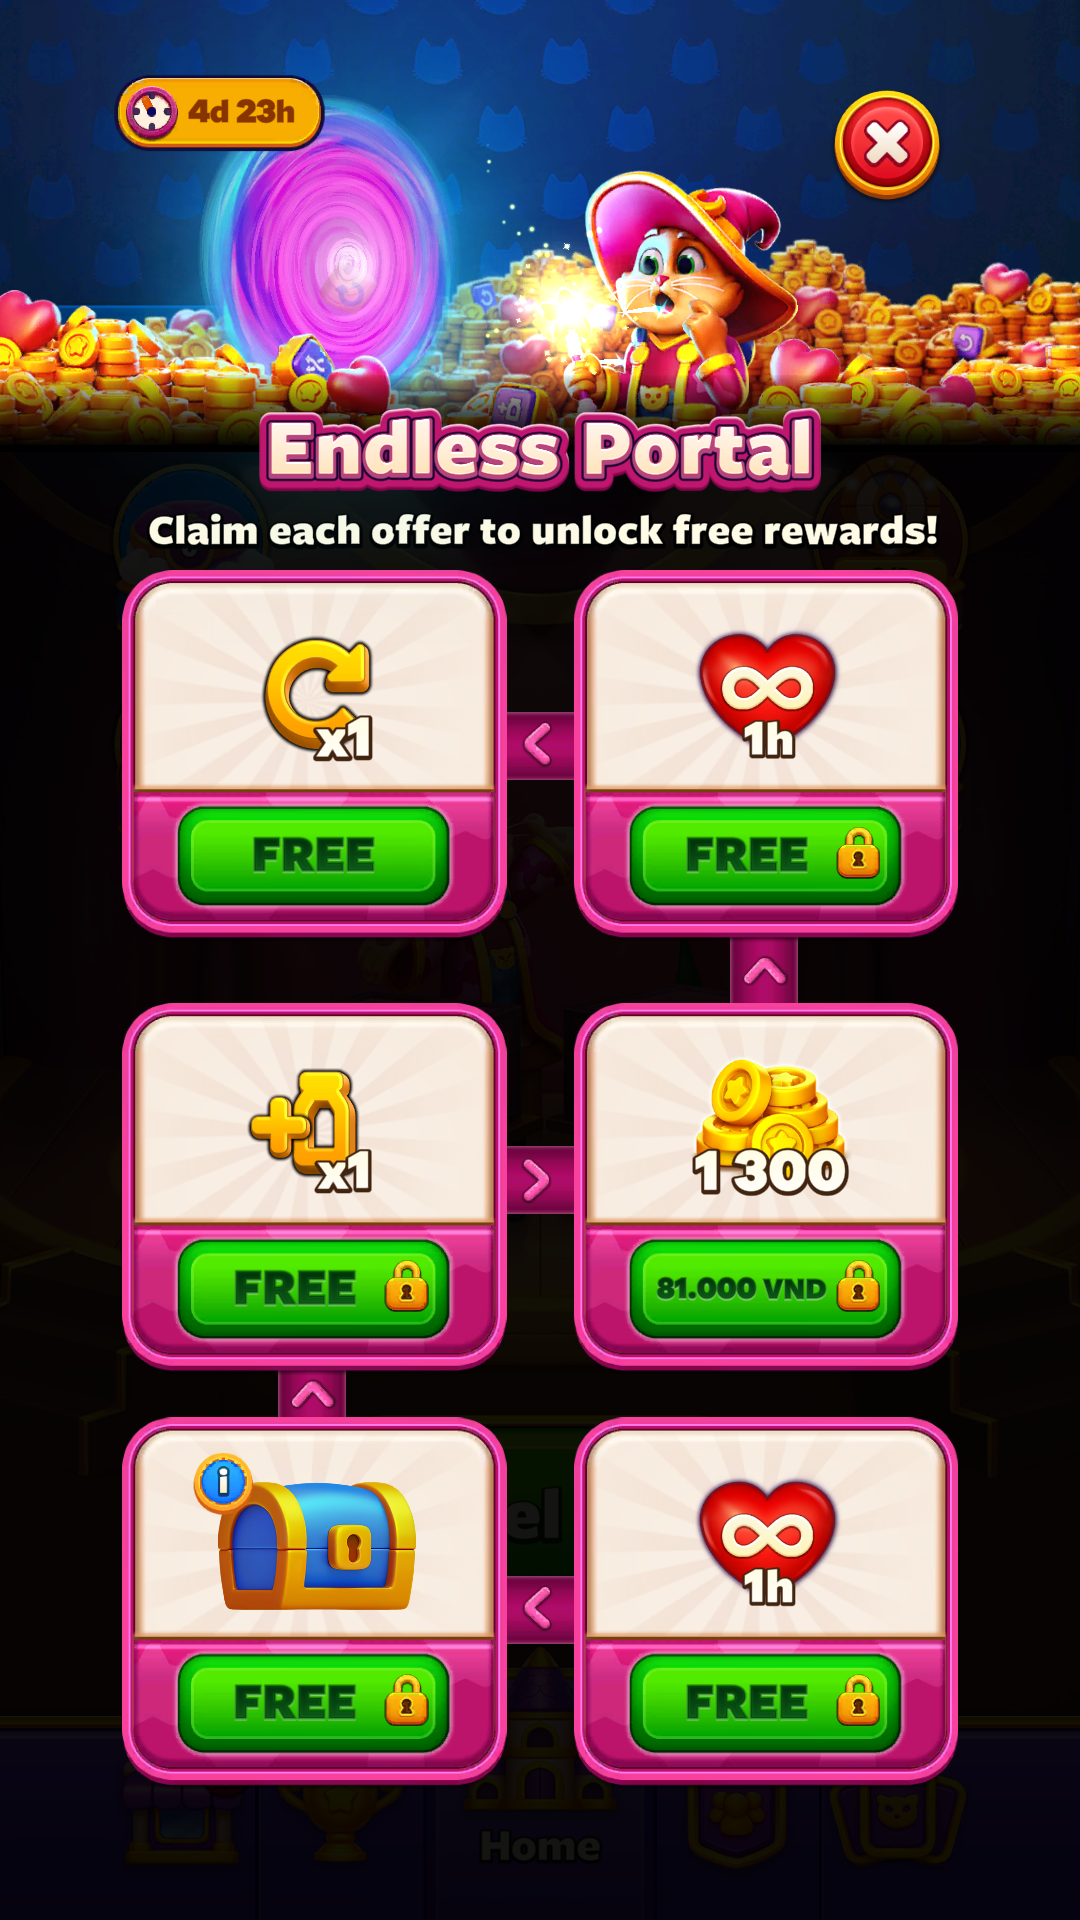 4d 23h
Endless Portal
Claim each offer to unlock free rewards!
x1
1h
FREE
FREE
x1
1 300
FREE
81.000 VND
i
1h
FREE
FREE
Home